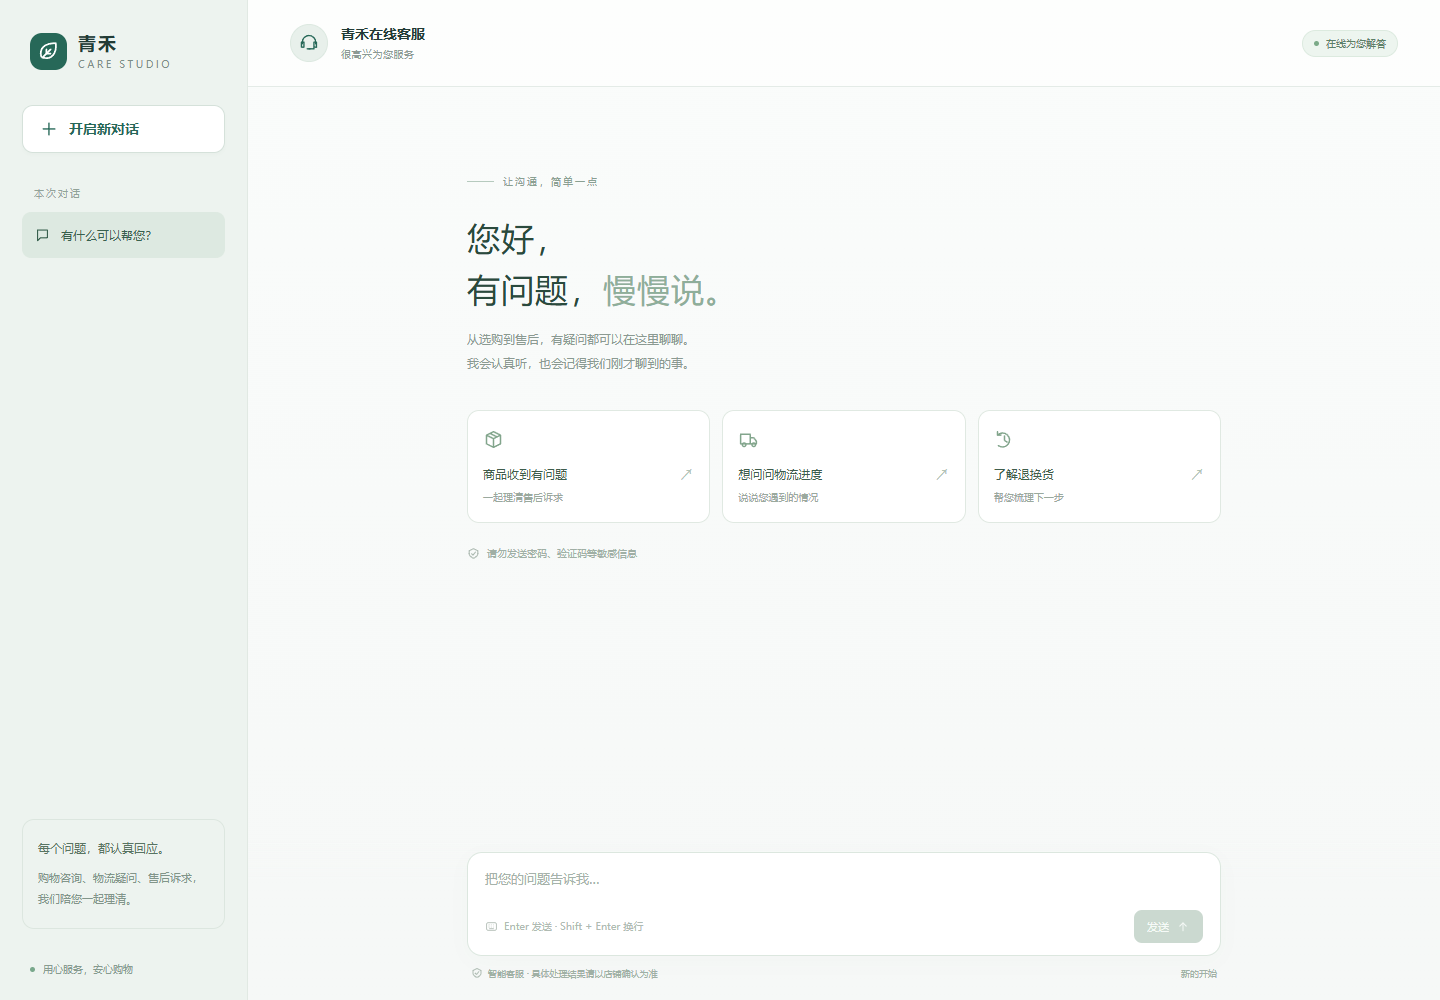 青禾
CARE STUDIO
开启新对话
本次对话
有什么可以帮您？
每个问题，都认真回应。
购物咨询、物流疑问、售后诉求，
我们陪您一起理清。
用心服务，安心购物
青禾在线客服
很高兴为您服务
在线为您解答
让沟通，简单一点
您好，
有问题，慢慢说。
从选购到售后，有疑问都可以在这里聊聊。
我会认真听，也会记得我们刚才聊到的事。
商品收到有问题
一起理清售后诉求
想问问物流进度
说说您遇到的情况
了解退换货
帮您梳理下一步
请勿发送密码、验证码等敏感信息
把您的问题告诉我...
Enter 发送 · Shift + Enter 换行
发送
智能客服 · 具体处理结果请以店铺确认为准
新的开始